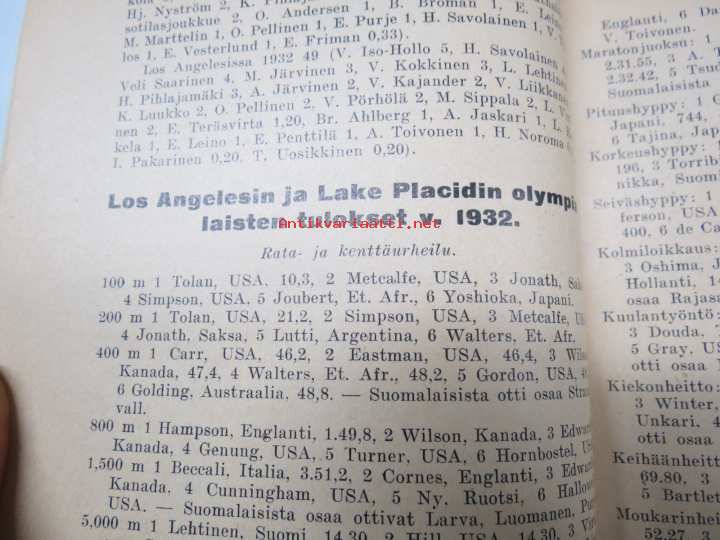 Hj. Nyström 2, K.
sotilasjoukkue 2, O. Andersen 1, B. Broman 1, E. Leino
M. Marttelin 1, O. Pellinen 1, E. Purje 1, H. Savolainen 1, V.
los 1, E. Vesterlund 1, E. Friman 0,33).
Los Angelesissa 1932 49 (V. Iso-Hollo 5, H. Savolainen
Veli Saarinen 4, M. Järvinen 3, V. Kokkinen 3, L. Lehtinen
H. Pihlajamäki 3, A. Järvinen 2, V. Kajander 2, V. Liikkanen
K. Luukko 2, O. Pellinen 2, V. Pörhölä 2, M. Sippala 2, L.
nen 2, E. Teräsvirta 1,20, Br. Ahlberg 1, A. Jaskari 1, L.
kela 1, E. Leino 1, E. Penttilä 1, A. Toivonen 1, H. Noroma
I. Pakarinen 0,20, T. Uosikkinen 0,20).
Los Angelesin ja Lake Placidin olympia
laisten tulokset v. 1932.
Antikvariaatti.net
Rata- ja kenttäurheilu.
100 m 1 Tolan, USA, 10,3, 2 Metcalfe, USA, 3 Jonath,
4 Simpson, USA, 5 Joubert, Et. Afr., 6 Yoshioka, Japani.
200 m 1 Tolan, USA, 21,2, 2 Simpson, USA, 3 Metcalfe,
4 Jonath, Saksa, 5 Lutti, Argentina, 6 Walters, Et. Afr.
400 m 1 Carr, USA, 46,2, 2 Eastman, USA, 46,4, 3
Kanada, 47,4, 4 Walters, Et. Afr., 48,2, 5 Gordon, USA,
6 Golding, Austraalia, 48,8. — Suomalaisista otti osaa
vall.
800 m 1 Hampson, Englanti, 1.49,8, 2 Wilson, Kanada, 3
Kanada, 4 Genung, USA, 5 Turner, USA, 6 Hornbostel,
1,500 m 1 Beccali, Italia, 3.51,2, 2 Cornes, Englanti, 3
Kanada, 4 Cunningham, USA, 5 Ny, Ruotsi, 6
USA. — Suomalaisista osaa ottivat Larva, Luomanen,
5,000 m 1 Lehtinen, Suomi, 14.30, 2 Hill, USA, 14.30, 3
Englanti, 6
V. Toivonen.
Maratonjuoksu: 1
2.31.55, 3 A. T
2.32.42, 5 Tsud
Suomalaisista
Pituushyppy: 1
Japani, 744,
6 Tajina, Jap
Korkeushyppy:
196, 3 Torrib
nikka, Suom
Seiväshyppy: 1
ferson, USA
400, 6 de Ca
Kolmiloikkaus:
3 Oshima, J
Hollanti, 14
osaa Rajas
Kuulantyöntö:
3 Douda,
5 Gray, US
otti osaa
Kiekonheitto:
3 Winter,
Unkari, 4
otti osaa
Keihäänheitt
69.80, 3
5 Bartlet
Moukarinhei
52.27, 3